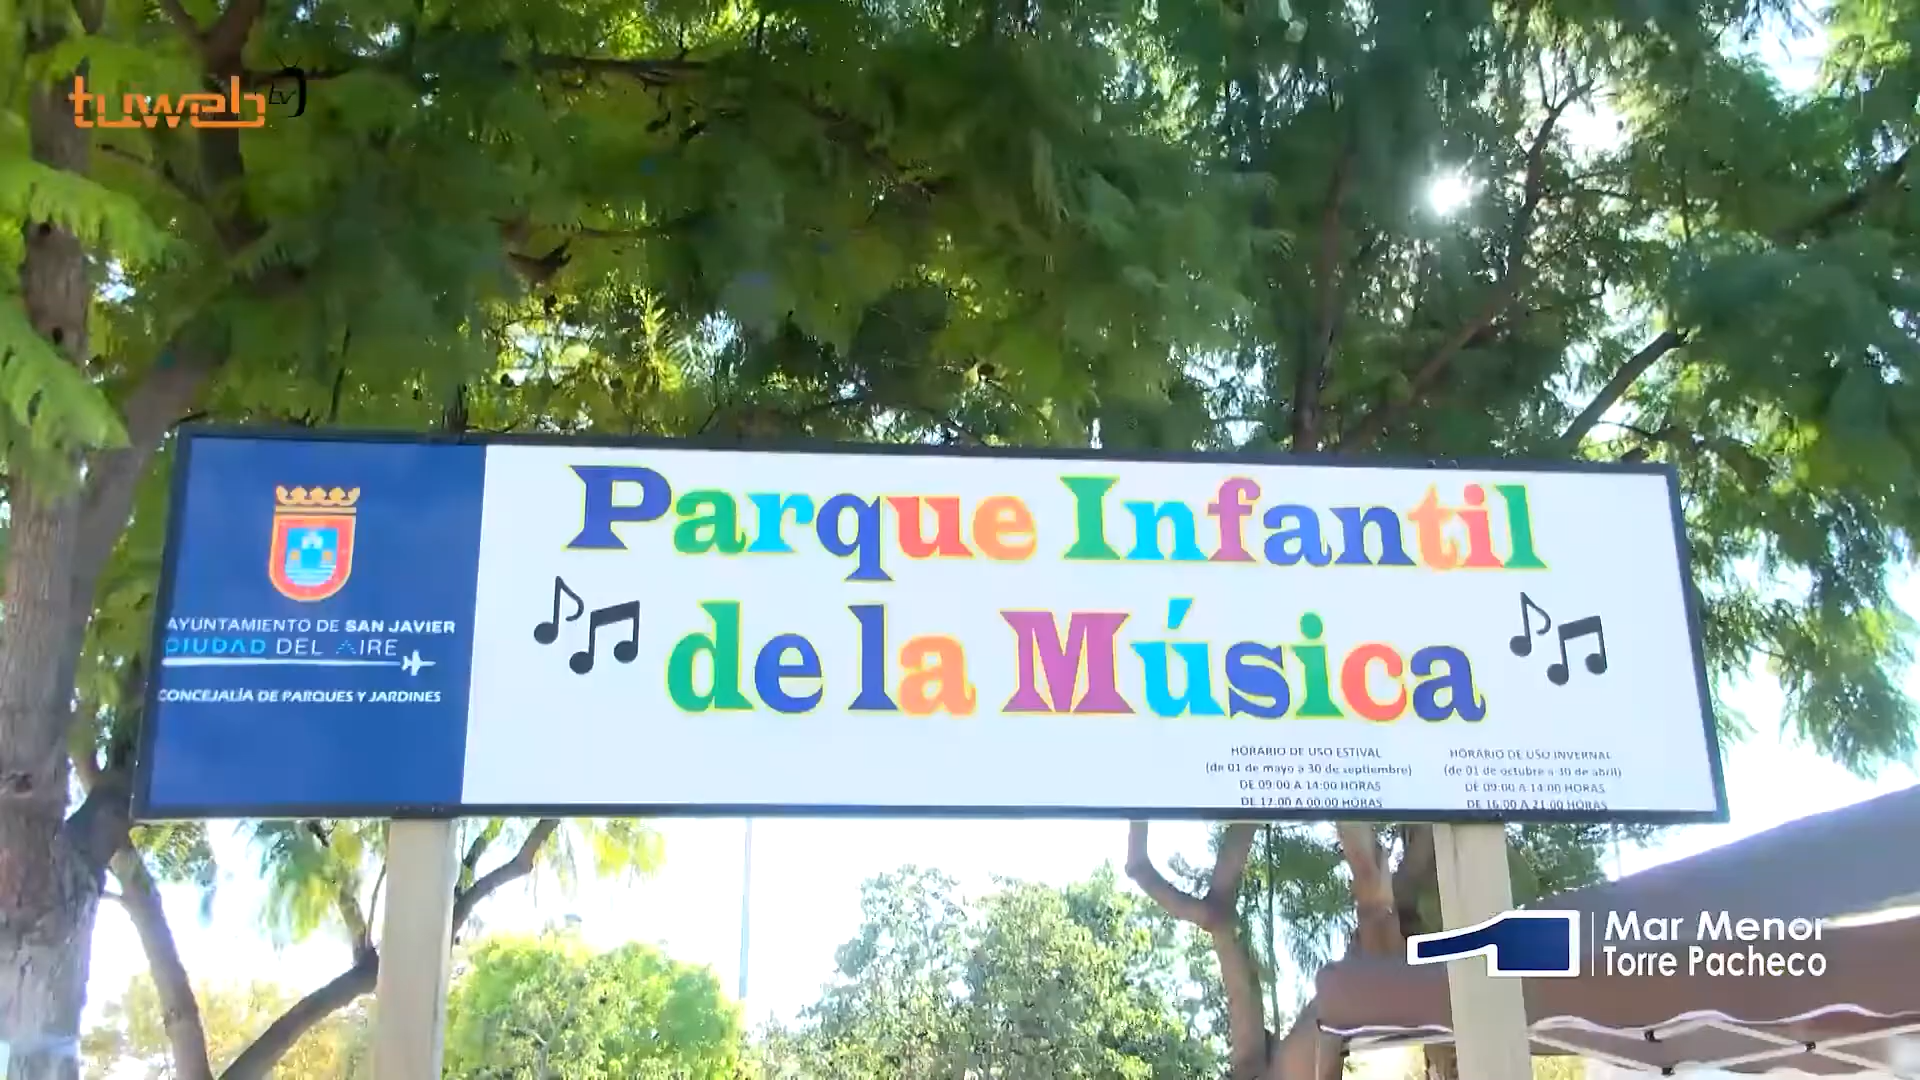 tuweb tv
Parque Infantil
de la Música
AYUNTAMIENTO DE SAN JAVIER
CIUDAD DEL AIRE
CONCEJALÍA DE PARQUES Y JARDINES
HORARIO DE USO ESTIVAL
(de 01 de mayo a 30 de septiembre)
DE 09:00 A 14:00 HORAS
DE 17:00 A 00:00 HORAS
HORARIO DE USO INVERNAL
(de 01 de octubre a 30 de abril)
DE 09:00 A 14:00 HORAS
DE 16:00 A 21:00 HORAS
1 Mar Menor
Torre Pacheco